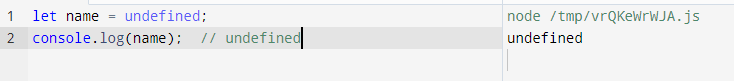 1 let name = undefined;
2 console.log(name);  // undefined
node /tmp/vrQKeWrWJA.js
undefined